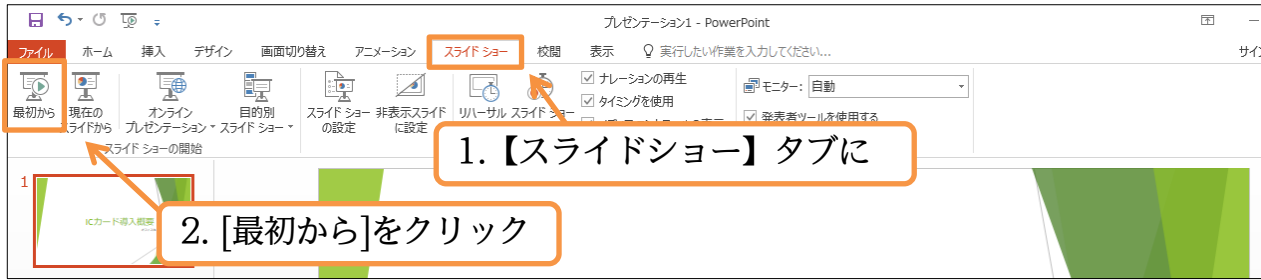 プレゼンテーション1 - PowerPoint
ファイル ホーム 挿入 デザイン 画面切り替え アニメーション スライド ショー 校閲 表示 実行したい作業を入力してください... サイン
最初から
現在の
スライドから
オンライン
プレゼンテーション
目的別
スライド ショー
スライド ショー
の設定
非表示スライド
に設定
リハーサル
スライド ショー
ナレーションの再生
タイミングを使用
モニター: 自動
発表者ツールを使用する
スライド ショーの開始
1.【スライドショー】タブに
1
ICカード導入概要
2. [最初から]をクリック